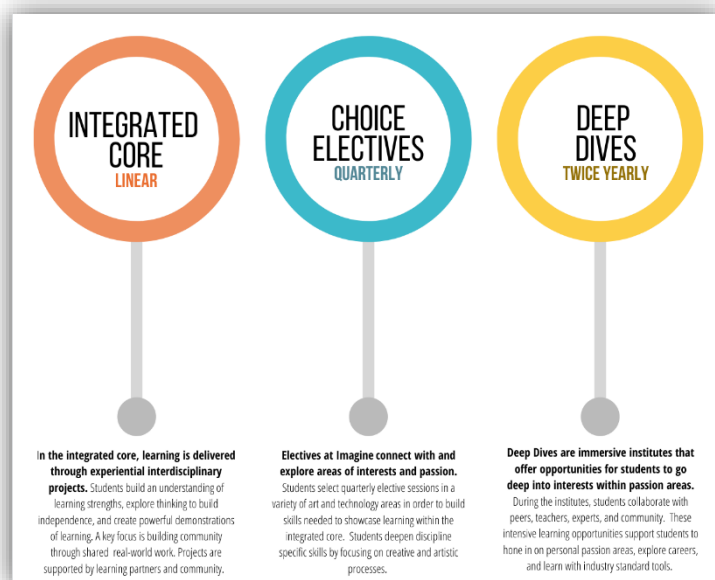 INTEGRATED
CORE
LINEAR
In the integrated core, learning is delivered
through experiential interdisciplinary
projects. Students build an understanding of
learning strengths, explore thinking to build
independence, and create powerful demonstrations
of learning. A key focus is building community
through shared real-world work. Projects are
supported by learning partners and community.
CHOICE
ELECTIVES
QUARTERLY
Electives at Imagine connect with and
explore areas of interests and passion.
Students select quarterly elective sessions in a
variety of art and technology areas in order to build
skills needed to showcase learning within the
integrated core. Students deepen discipline
specific skills by focusing on creative and artistic
processes.
DEEP
DIVES
TWICE YEARLY
Deep Dives are immersive institutes that
offer opportunities for students to go
deep into interests within passion areas.
During the institutes, students collaborate with
peers, teachers, experts, and community. These
intensive learning opportunities support students to
hone in on personal passion areas, explore careers,
and learn with industry standard tools.